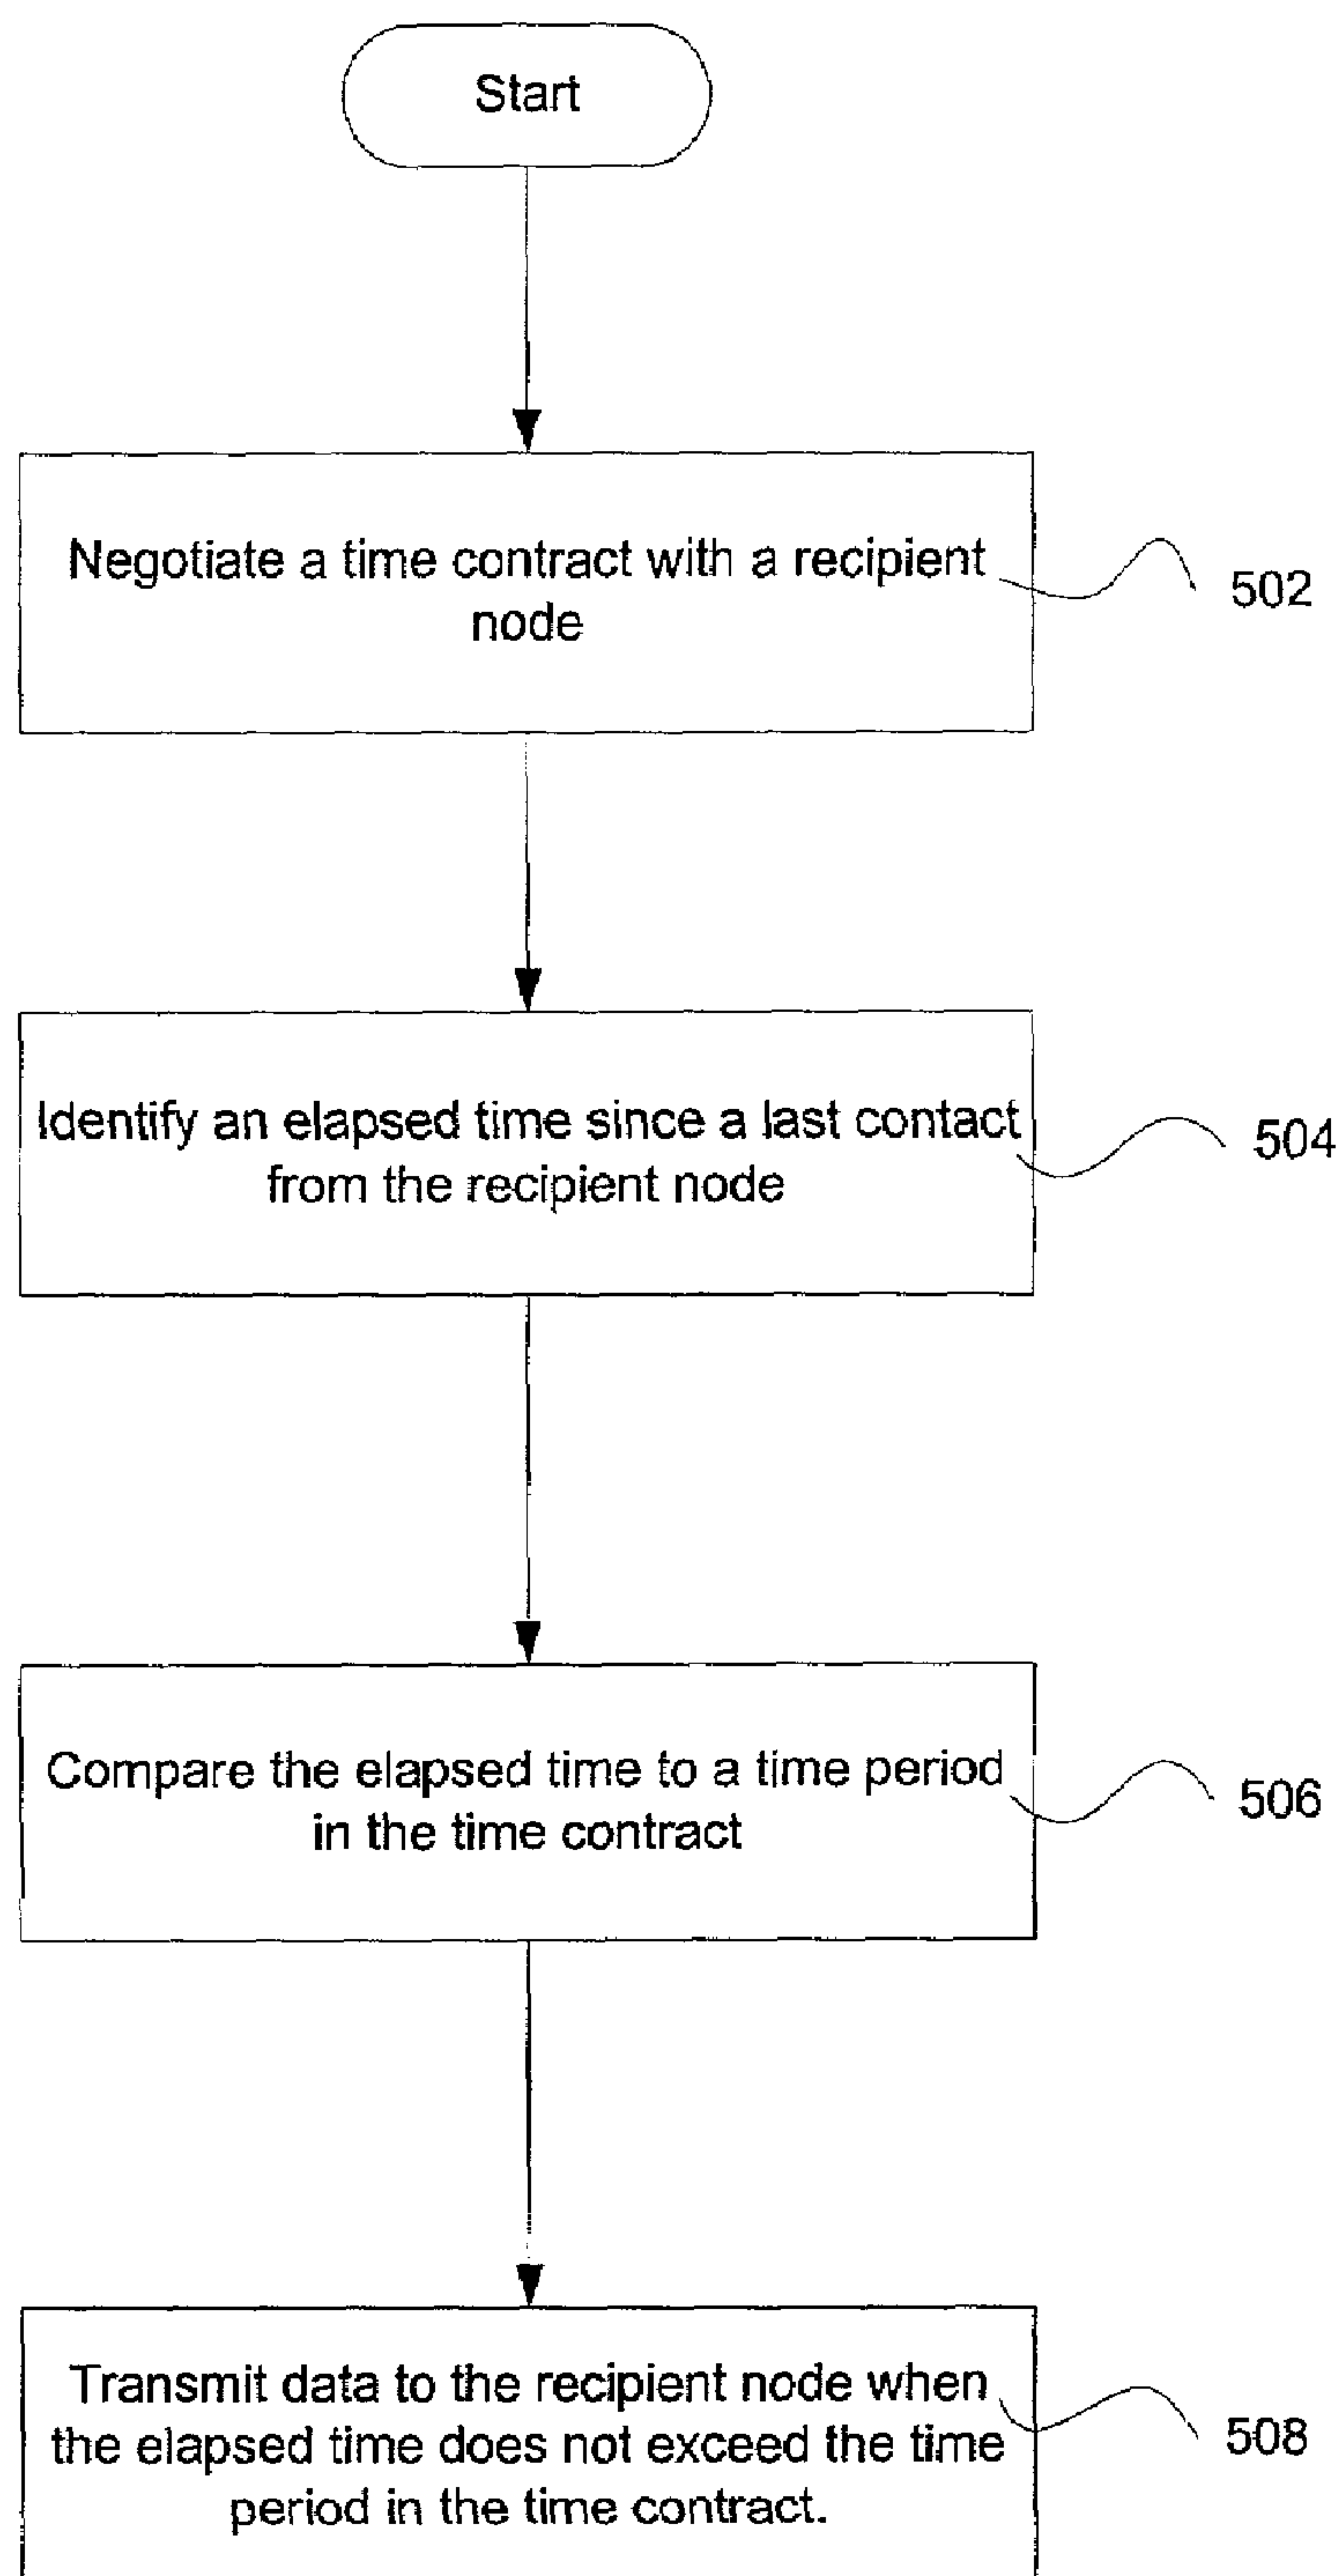 Start
Negotiate a time contract with a recipient
node
502
Identify an elapsed time since a last contact
from the recipient node
504
Compare the elapsed time to a time period
in the time contract
506
Transmit data to the recipient node when
the elapsed time does not exceed the time
period in the time contract.
508